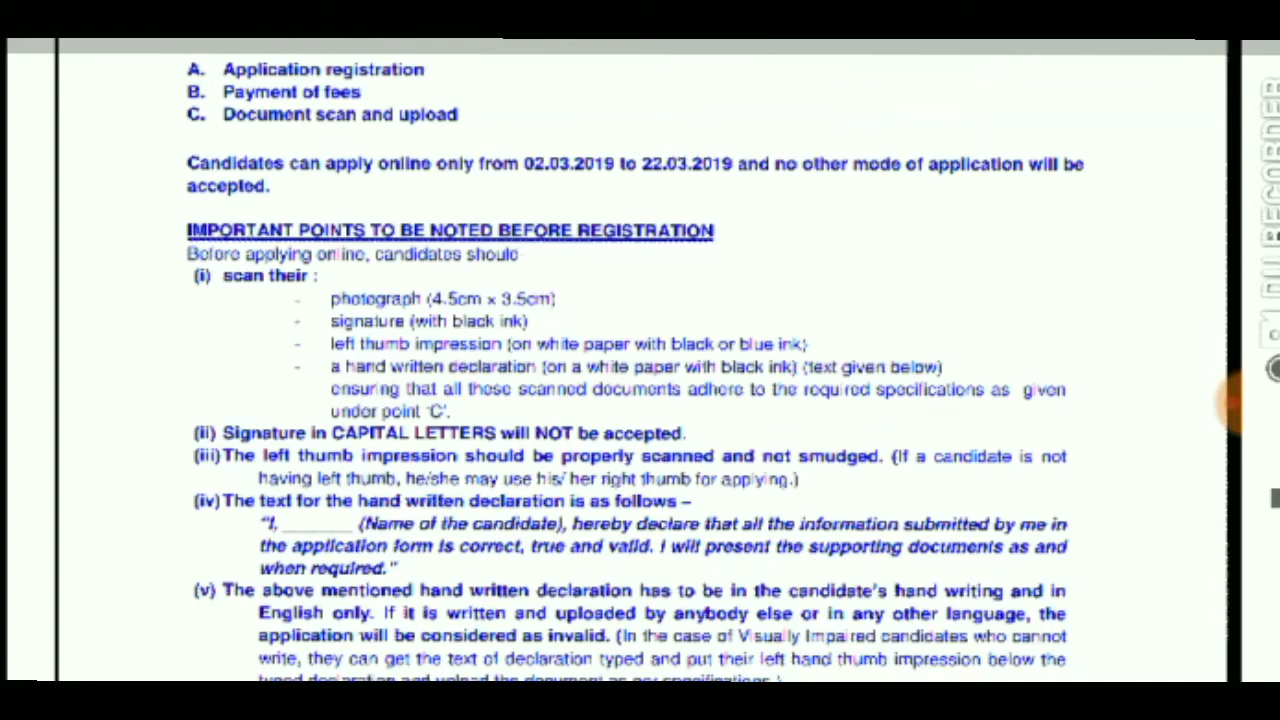 A. Application registration
B. Payment of fees
C. Document scan and upload
Candidates can apply online only from 02.03.2019 to 22.03.2019 and no other mode of application will be
accepted.
IMPORTANT POINTS TO BE NOTED BEFORE REGISTRATION
Before applying online, candidates should
(i) scan their :
- photograph (4.5cm x 3.5cm)
- signature (with black ink)
- left thumb impression (on white paper with black or blue ink)
- a hand written declaration (on a white paper with black ink) (text given below)
ensuring that all these scanned documents adhere to the required specifications as given
under point 'C'.
(ii) Signature in CAPITAL LETTERS will NOT be accepted.
(iii) The left thumb impression should be properly scanned and not smudged. (If a candidate is not
having left thumb, he/she may use his/ her right thumb for applying.)
(iv) The text for the hand written declaration is as follows –
"I, _______ (Name of the candidate), hereby declare that all the information submitted by me in
the application form is correct, true and valid. I will present the supporting documents as and
when required."
(v) The above mentioned hand written declaration has to be in the candidate's hand writing and in
English only. If it is written and uploaded by anybody else or in any other language, the
application will be considered as invalid. (In the case of Visually Impaired candidates who cannot
write, they can get the text of declaration typed and put their left hand thumb impression below the
typed declaration and upload the document as per specifications.)
RECORDER